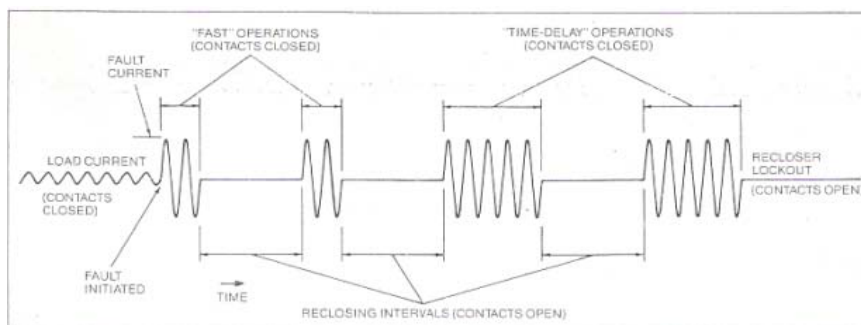 "FAST" OPERATIONS
(CONTACTS CLOSED)
"TIME-DELAY" OPERATIONS
(CONTACTS CLOSED)
FAULT
CURRENT
LOAD CURRENT
(CONTACTS
CLOSED)
RECLOSER
LOCKOUT
(CONTACTS OPEN)
FAULT
INITIATED
TIME
RECLOSING INTERVALS (CONTACTS OPEN)